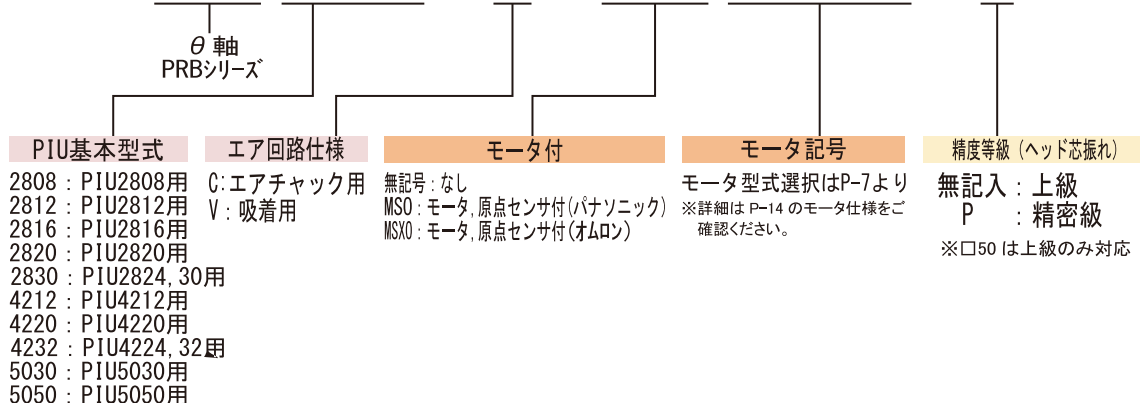 θ 軸
PRBシリーズ
PIU基本型式
2808 : PIU2808用
2812 : PIU2812用
2816 : PIU2816用
2820 : PIU2820用
2830 : PIU2824, 30用
4212 : PIU4212用
4220 : PIU4220用
4232 : PIU4224, 32用
5030 : PIU5030用
5050 : PIU5050用
エア回路仕様
C:エアチャック用
V : 吸着用
モータ付
無記号 : なし
MSO : モータ, 原点センサ付(パナソニック)
MSXO : モータ, 原点センサ付(オムロン)
モータ記号
モータ型式選択はP-7より
※詳細は P-14 のモータ仕様をご
確認ください。
精度等級 (ヘッド芯振れ)
無記入 : 上級
P : 精密級
※□50 は上級のみ対応